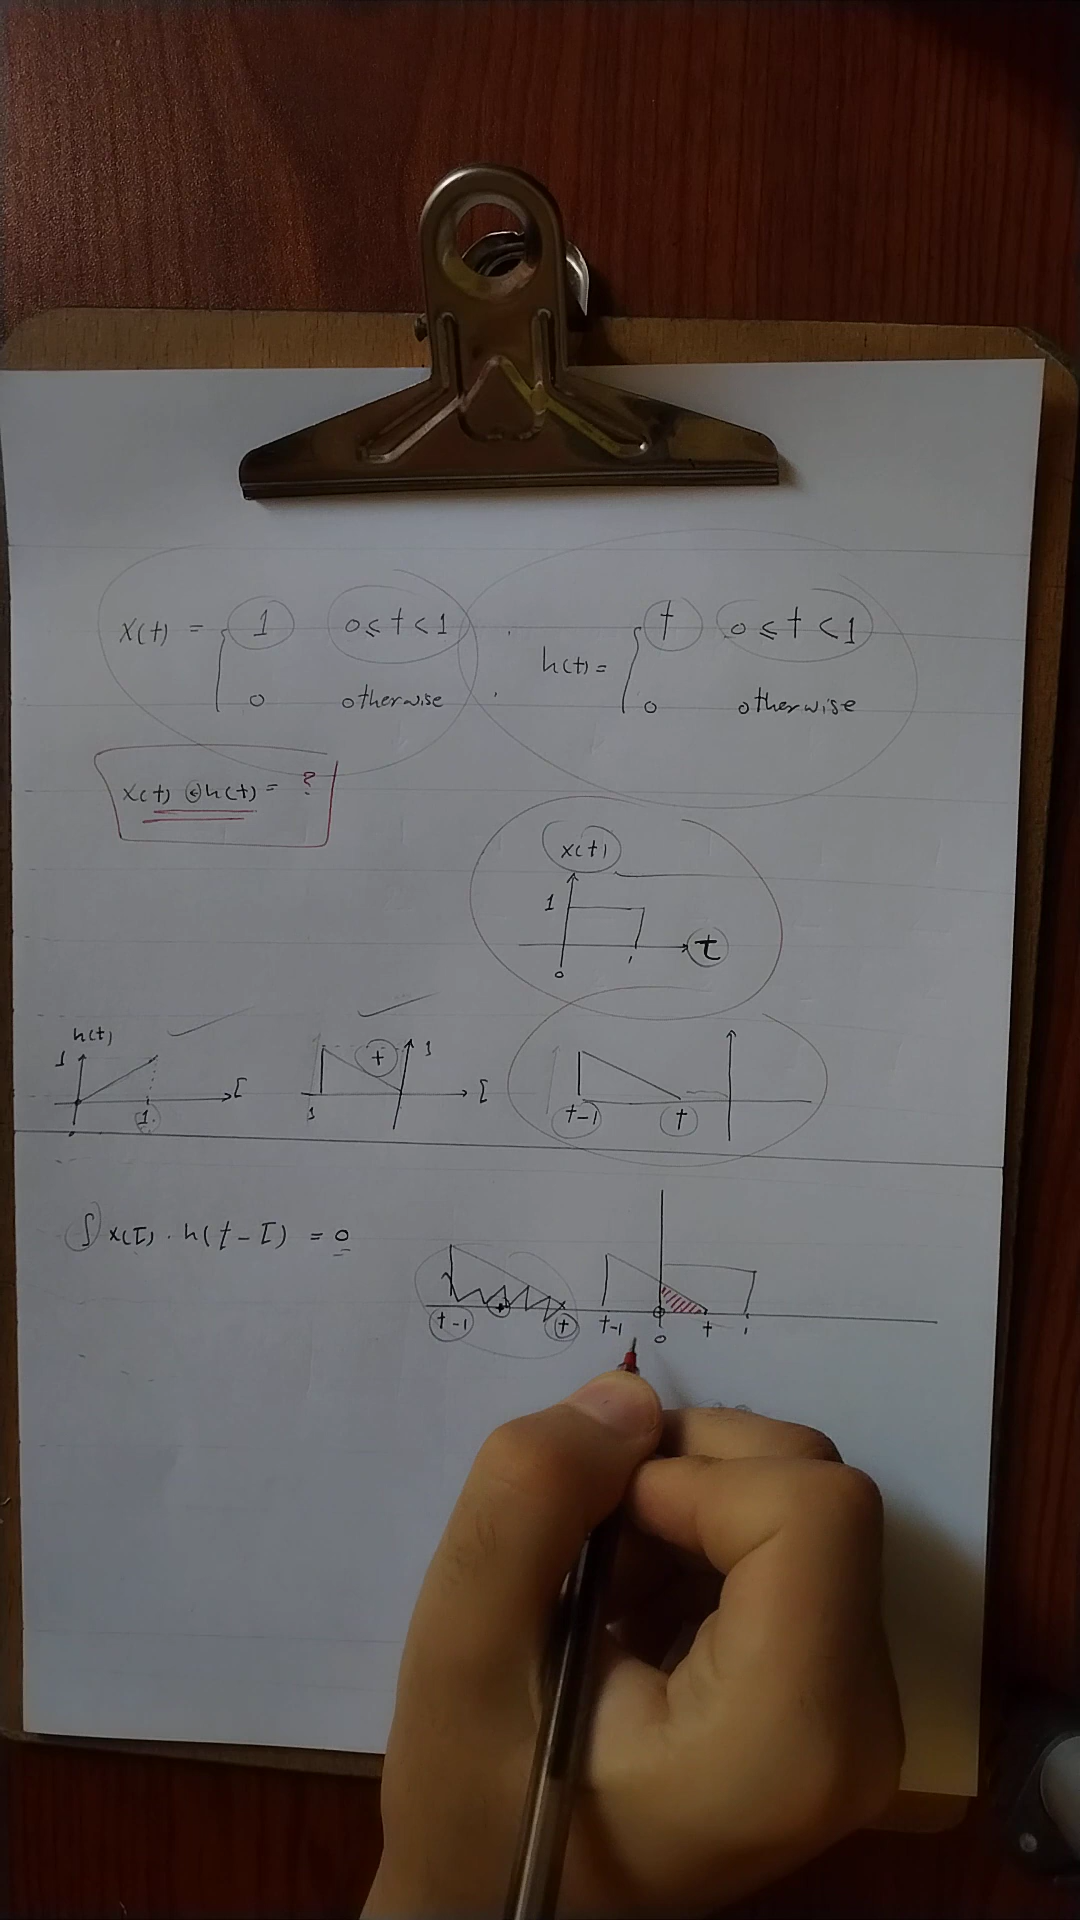 x(t) = { 1 0 ≤ t < 1 , h(t) = { t 0 ≤ t < 1
0 otherwise , 0 otherwise
x(t) ⊛ h(t) = ?
x(t)
1 τ
0 1
h(t)
1 τ 1 τ
1 1 t-1 t
∫ x(τ) . h(t-τ) = 0
t-1 t t-1 0 t 1